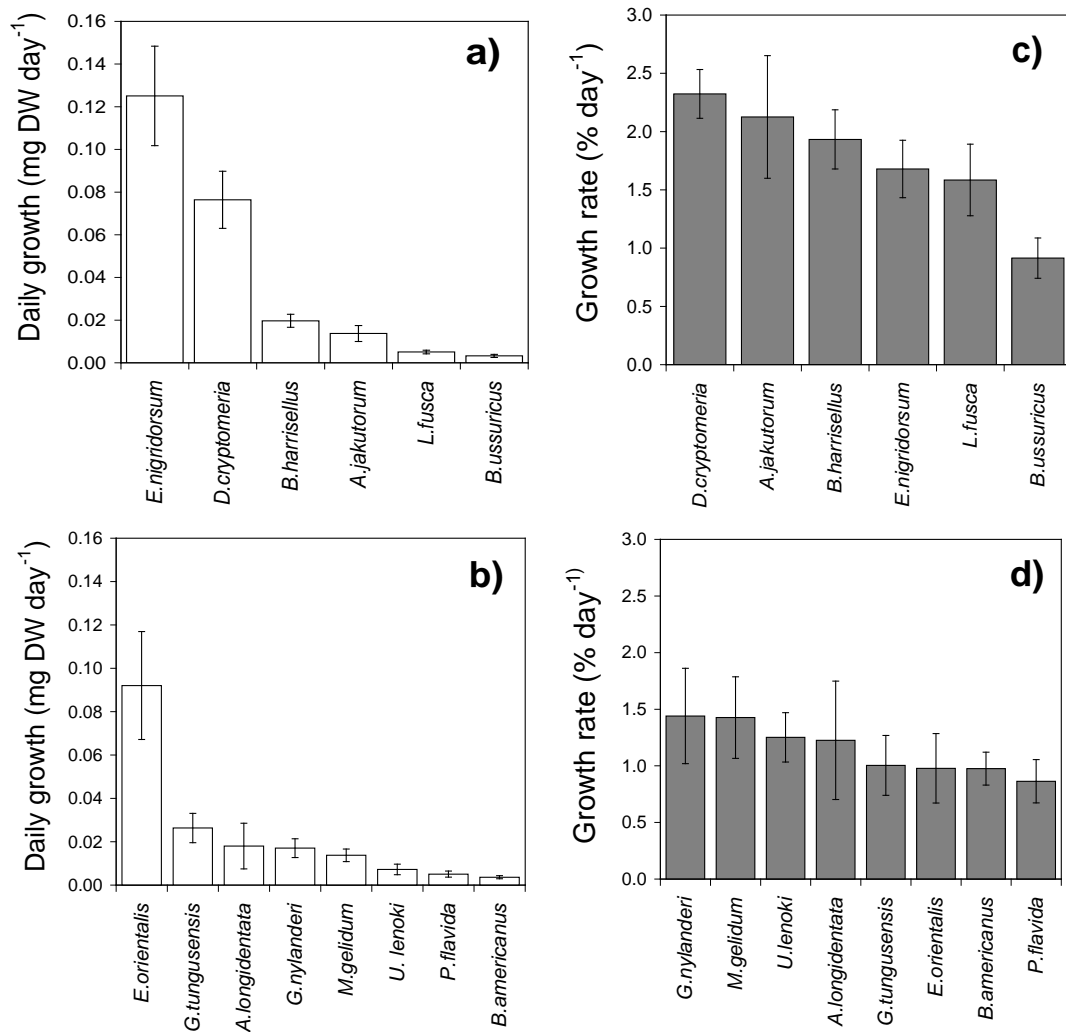 a)
Daily growth (mg DW day-1)
0.16
0.14
0.12
0.10
0.08
0.06
0.04
0.02
0.00
E.nigridorsum
D.cryptomeria
B.harrisellus
A.jakutorum
L.fusca
B.ussuricus
c)
Growth rate (% day-1)
3.0
2.5
2.0
1.5
1.0
0.5
0.0
D.cryptomeria
A.jakutorum
B.harrisellus
E.nigridorsum
L.fusca
B.ussuricus
b)
Daily growth (mg DW day-1)
0.16
0.14
0.12
0.10
0.08
0.06
0.04
0.02
0.00
E.orientalis
G.tungusensis
A.longidentata
G.nylanderi
M.gelidum
U. lenoki
P.flavida
B.americanus
d)
Growth rate (% day-1)
3.0
2.5
2.0
1.5
1.0
0.5
0.0
G.nylanderi
M.gelidum
U.lenoki
A.longidentata
G.tungusensis
E.orientalis
B.americanus
P.flavida